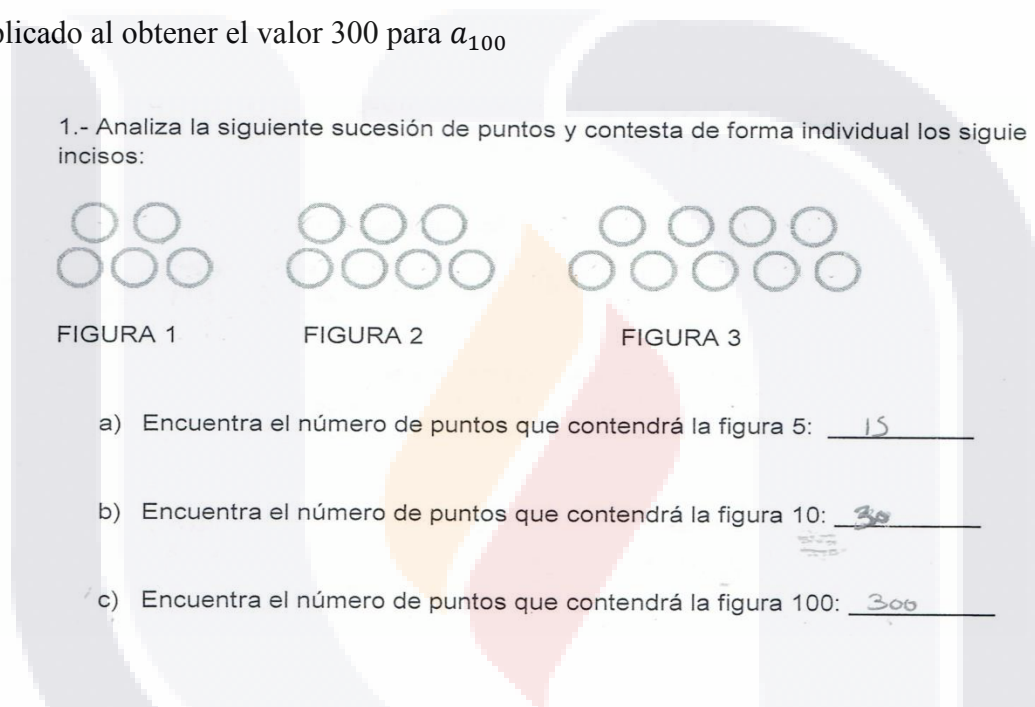 plicado al obtener el valor 300 para a₁₀₀
1.- Analiza la siguiente sucesión de puntos y contesta de forma individual los siguie
incisos:
FIGURA 1 FIGURA 2 FIGURA 3
a) Encuentra el número de puntos que contendrá la figura 5: 15
b) Encuentra el número de puntos que contendrá la figura 10: 30
c) Encuentra el número de puntos que contendrá la figura 100: 300